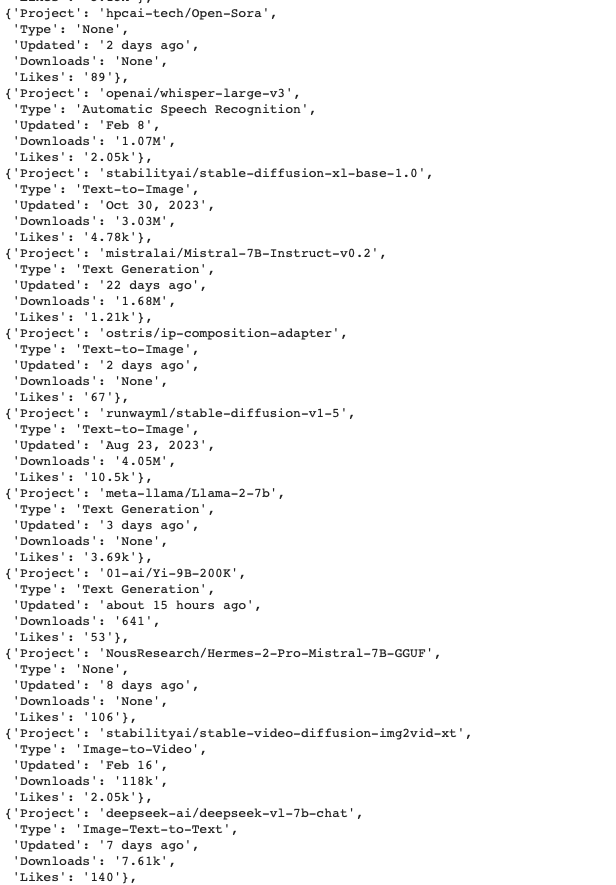 {'Project': 'hpcai-tech/Open-Sora',
'Type': 'None',
'Updated': '2 days ago',
'Downloads': 'None',
'Likes': '89'},
{'Project': 'openai/whisper-large-v3',
'Type': 'Automatic Speech Recognition',
'Updated': 'Feb 8',
'Downloads': '1.07M',
'Likes': '2.05k'},
{'Project': 'stabilityai/stable-diffusion-xl-base-1.0',
'Type': 'Text-to-Image',
'Updated': 'Oct 30, 2023',
'Downloads': '3.03M',
'Likes': '4.78k'},
{'Project': 'mistralai/Mistral-7B-Instruct-v0.2',
'Type': 'Text Generation',
'Updated': '22 days ago',
'Downloads': '1.68M',
'Likes': '1.21k'},
{'Project': 'ostris/ip-composition-adapter',
'Type': 'Text-to-Image',
'Updated': '2 days ago',
'Downloads': 'None',
'Likes': '67'},
{'Project': 'runwayml/stable-diffusion-v1-5',
'Type': 'Text-to-Image',
'Updated': 'Aug 23, 2023',
'Downloads': '4.05M',
'Likes': '10.5k'},
{'Project': 'meta-llama/Llama-2-7b',
'Type': 'Text Generation',
'Updated': '3 days ago',
'Downloads': 'None',
'Likes': '3.69k'},
{'Project': '01-ai/Yi-9B-200K',
'Type': 'Text Generation',
'Updated': 'about 15 hours ago',
'Downloads': '641',
'Likes': '53'},
{'Project': 'NousResearch/Hermes-2-Pro-Mistral-7B-GGUF',
'Type': 'None',
'Updated': '8 days ago',
'Downloads': 'None',
'Likes': '106'},
{'Project': 'stabilityai/stable-video-diffusion-img2vid-xt',
'Type': 'Image-to-Video',
'Updated': 'Feb 16',
'Downloads': '118k',
'Likes': '2.05k'},
{'Project': 'deepseek-ai/deepseek-vl-7b-chat',
'Type': 'Image-Text-to-Text',
'Updated': '7 days ago',
'Downloads': '7.61k',
'Likes': '140'},